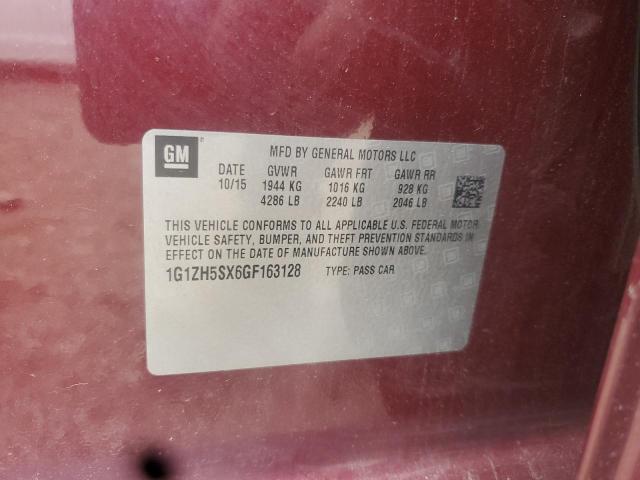 GM
MFD BY GENERAL MOTORS LLC
DATE GVWR GAWR FRT GAWR RR
10/15 1944 KG 1016 KG 928 KG
4286 LB 2240 LB 2046 LB
THIS VEHICLE CONFORMS TO ALL APPLICABLE U.S. FEDERAL MOTOR
VEHICLE SAFETY, BUMPER, AND THEFT PREVENTION STANDARDS IN
EFFECT ON THE DATE OF MANUFACTURE SHOWN ABOVE.
1G1ZH5SX6GF163128 TYPE: PASS CAR